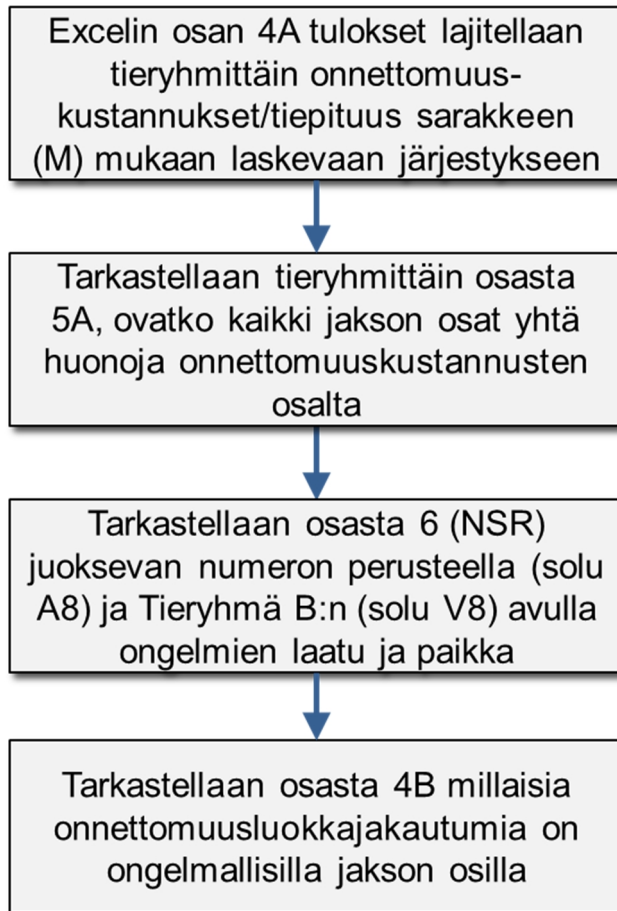 Excelin osan 4A tulokset lajitellaan
tieryhmittäin onnettomuus-
kustannukset/tiepituus sarakkeen
(M) mukaan laskevaan järjestykseen
Tarkastellaan tieryhmittäin osasta
5A, ovatko kaikki jakson osat yhtä
huonoja onnettomuuskustannusten
osalta
Tarkastellaan osasta 6 (NSR)
juoksevan numeron perusteella (solu
A8) ja Tieryhmä B:n (solu V8) avulla
ongelmien laatu ja paikka
Tarkastellaan osasta 4B millaisia
onnettomuusluokkajakautumia on
ongelmallisilla jakson osilla